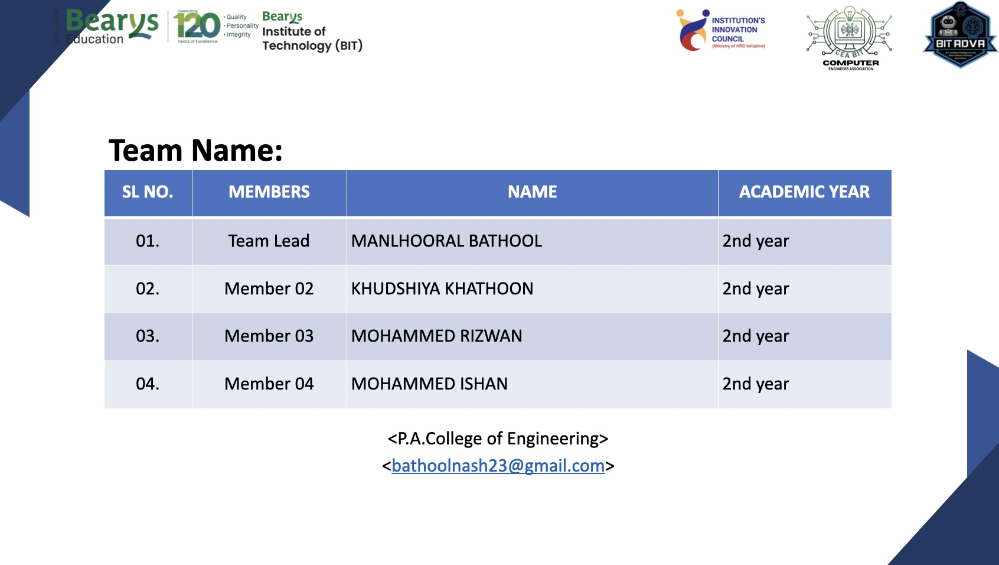 Bearys
Education
Celebrating
120
Years of Excellence
• Quality
• Personality
• Integrity
Bearys
Institute of
Technology (BIT)
INSTITUTION'S
INNOVATION
COUNCIL
(Ministry of HRD Initiative)
CEA BIT
COMPUTER
ENGINEERS ASSOCIATION
BIT ADVA
Team Name:
SL NO. MEMBERS NAME ACADEMIC YEAR
01. Team Lead MANLHOORAL BATHOOL 2nd year
02. Member 02 KHUDSHIYA KHATHOON 2nd year
03. Member 03 MOHAMMED RIZWAN 2nd year
04. Member 04 MOHAMMED ISHAN 2nd year
<P.A.College of Engineering>
<bathoolnash23@gmail.com>